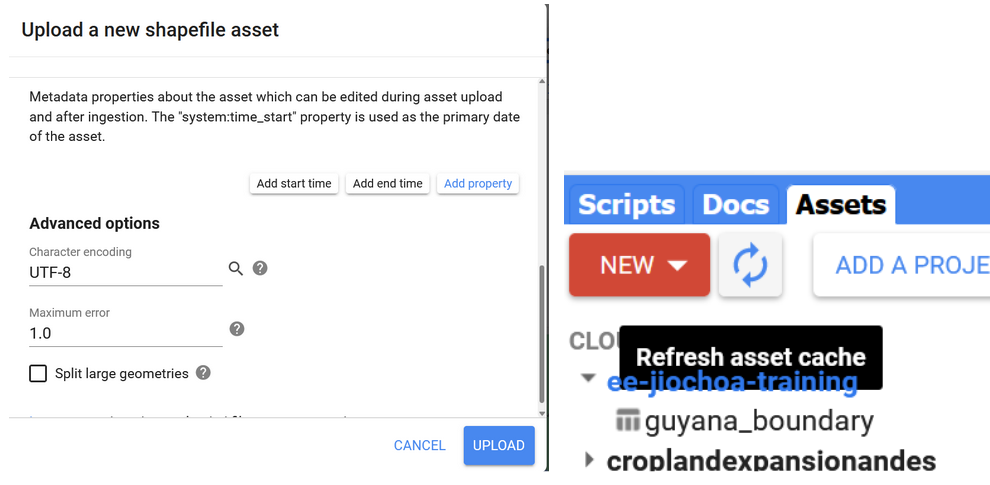 Upload a new shapefile asset
Metadata properties about the asset which can be edited during asset upload
and after ingestion. The "system:time_start" property is used as the primary date
of the asset.
Add start time
Add end time
Add property
Advanced options
Character encoding
UTF-8
Maximum error
1.0
Split large geometries
CANCEL
UPLOAD
Scripts
Docs
Assets
NEW
ADD A PROJE
CLOU
Refresh asset cache
ee-jiochoa-training
guyana_boundary
croplandexpansionandes